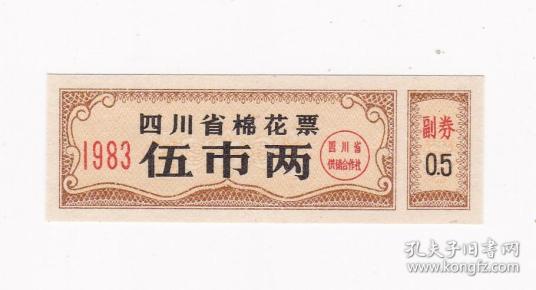 四川省棉花票
1983
伍市两
四川省
供销合作社
副券
0.5
孔夫子旧书网
www.kongfz.com